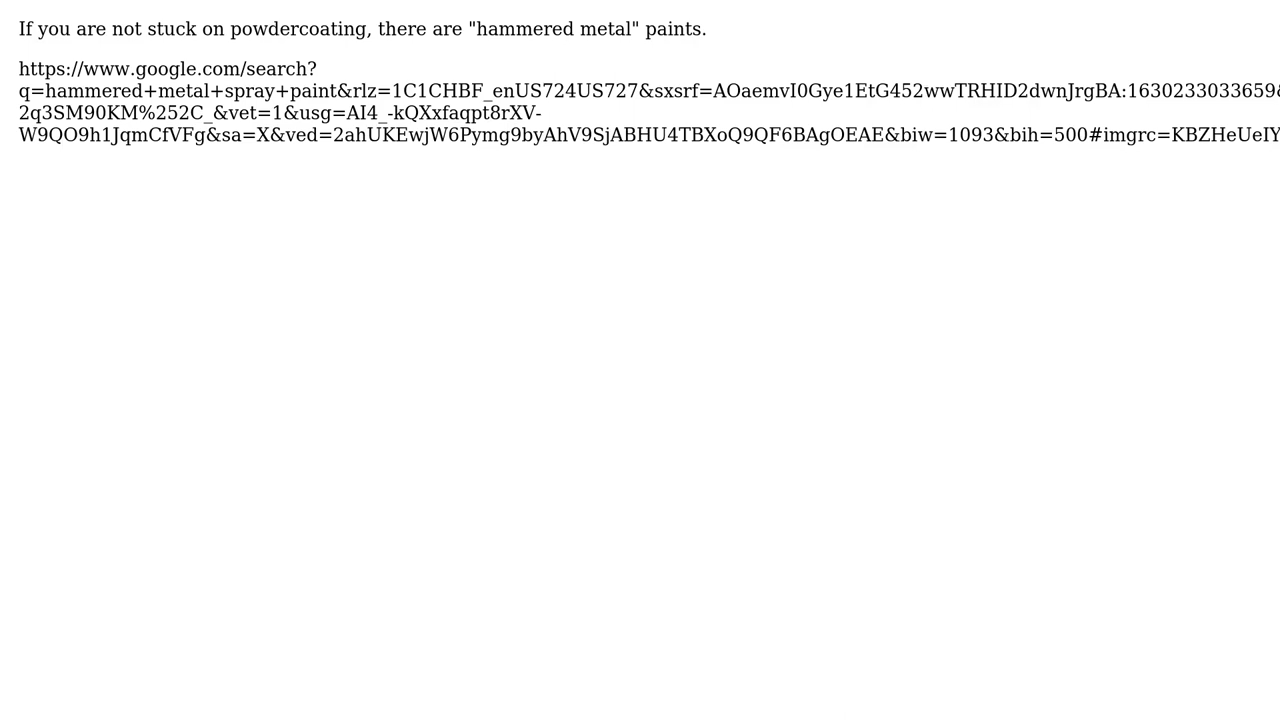 If you are not stuck on powdercoating, there are "hammered metal" paints.
https://www.google.com/search?
q=hammered+metal+spray+paint&rlz=1C1CHBF_enUS724US727&sxsrf=AOaemvI0Gye1EtG452wwTRHID2dwnJrgBA:1630233033659&
2q3SM90KM%252C_&vet=1&usg=AI4_-kQXxfaqpt8rXV-
W9QO9h1JqmCfVFg&sa=X&ved=2ahUKEwjW6Pymg9byAhV9SjABHU4TBXoQ9QF6BAgOEAE&biw=1093&bih=500#imgrc=KBZHeUeIY